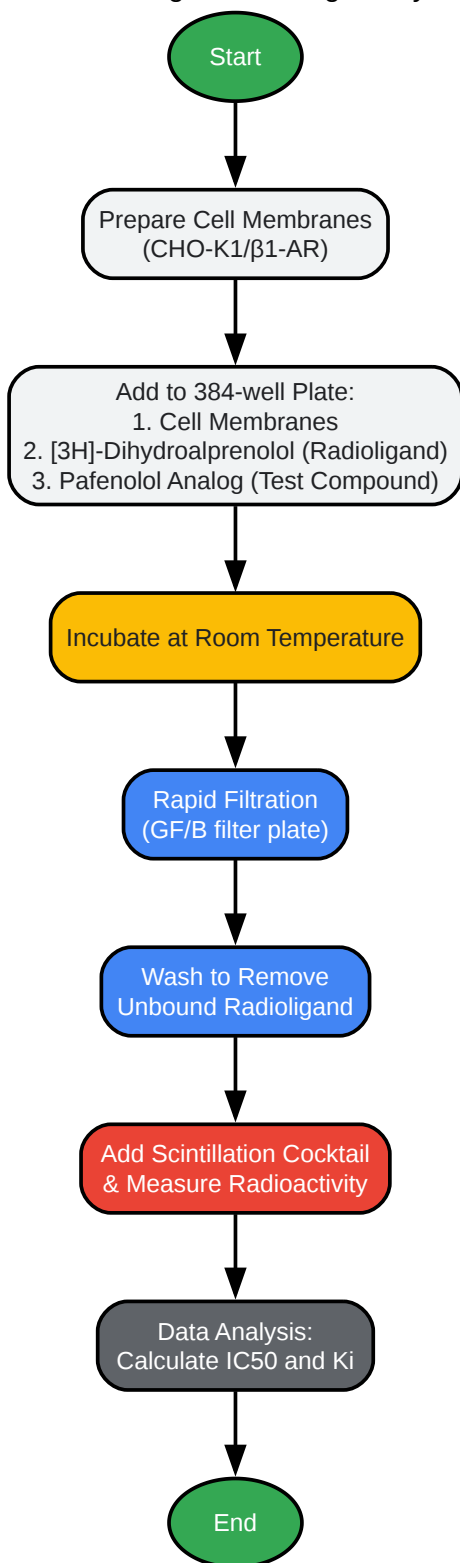 Start
Prepare Cell Membranes
(CHO-K1/β1-AR)
Add to 384-well Plate:
1. Cell Membranes
2. [3H]-Dihydroalprenolol (Radioligand)
3. Pafenolol Analog (Test Compound)
Incubate at Room Temperature
Rapid Filtration
(GF/B filter plate)
Wash to Remove
Unbound Radioligand
Add Scintillation Cocktail
& Measure Radioactivity
Data Analysis:
Calculate IC50 and Ki
End